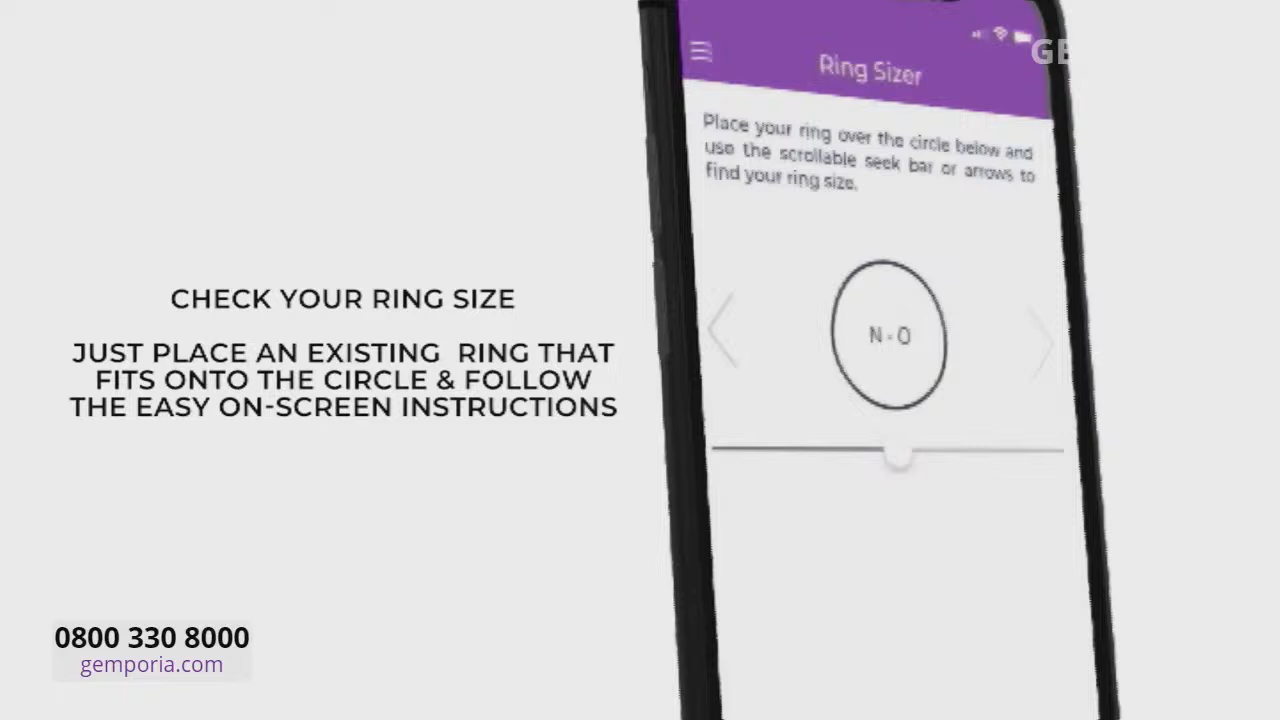 Ring Sizer
Place your ring over the circle below and
use the scrollable seek bar or arrows to
find your ring size.
N - O
CHECK YOUR RING SIZE
JUST PLACE AN EXISTING RING THAT
FITS ONTO THE CIRCLE & FOLLOW
THE EASY ON-SCREEN INSTRUCTIONS
0800 330 8000
gemporia.com